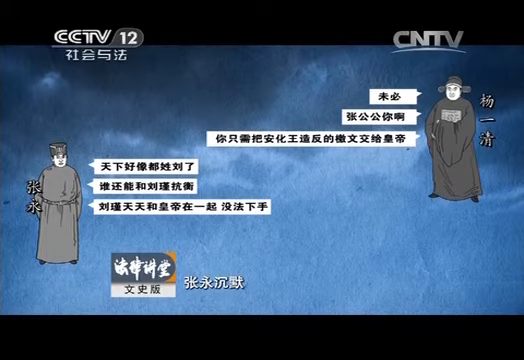 CCTV 12
社会与法
CNTV
未必
张公公你啊
你只需把安化王造反的檄文交给皇帝
杨一清
天下好像都姓刘了
谁还能和刘瑾抗衡
刘瑾天天和皇帝在一起 没法下手
张永
法律讲堂
文史版
张永沉默